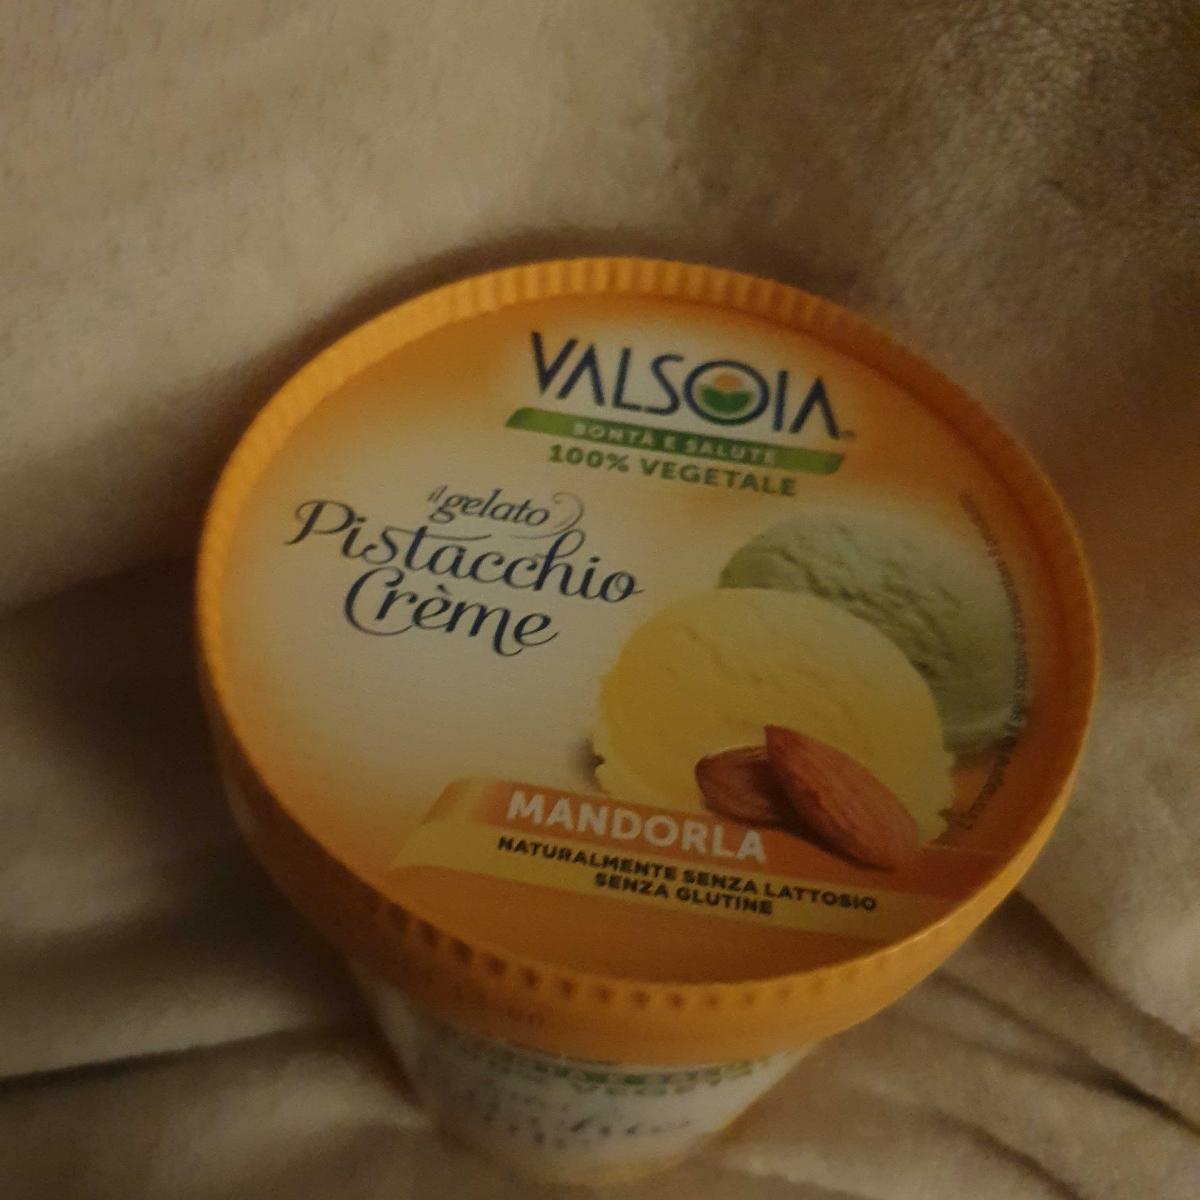 VALSOIA
BONTÀ E SALUTE
100% VEGETALE
il gelato
Pistacchio
Crème
MANDORLA
NATURALMENTE SENZA LATTOSIO
SENZA GLUTINE